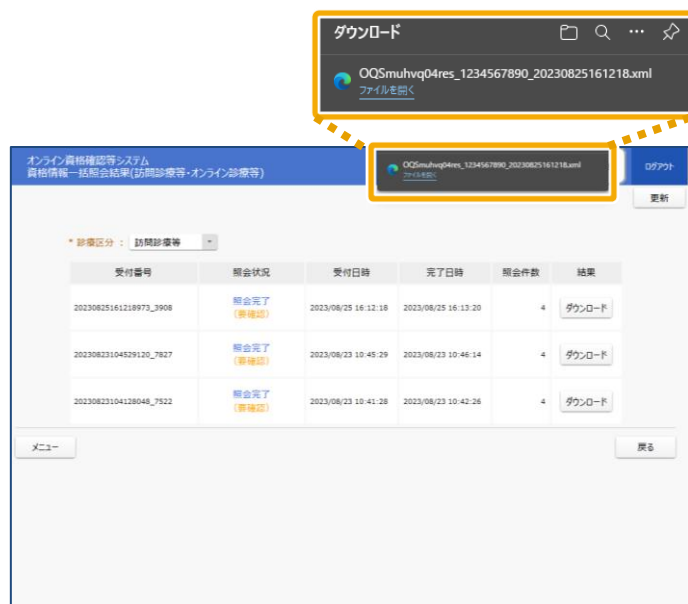 ダウンロード
OQSmuhvq04res_1234567890_20230825161218.xml
ファイルを開く
オンライン資格確認等システム
資格情報一括照会結果(訪問診療等・オンライン診療等)
OQSmuhvq04res_1234567890_20230825161218.xml
ファイルを開く
ログアウト
更新
* 診療区分 : 訪問診療等
受付番号 照会状況 受付日時 完了日時 照会件数 結果
20230825161218973_3908 照会完了 (要確認) 2023/08/25 16:12:18 2023/08/25 16:13:20 4 ダウンロード
20230823104529120_7827 照会完了 (要確認) 2023/08/23 10:45:29 2023/08/23 10:46:14 4 ダウンロード
20230823104128048_7522 照会完了 (要確認) 2023/08/23 10:41:28 2023/08/23 10:42:26 4 ダウンロード
メニュー 戻る